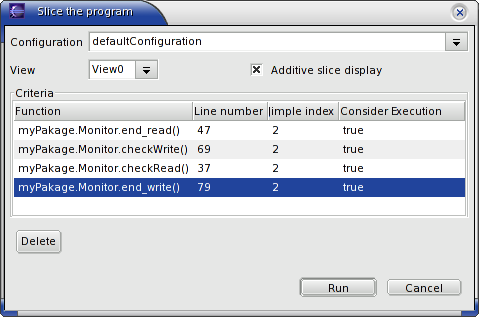 Slice the program
Configuration defaultConfiguration
View View0 Additive slice display
Criteria
Function Line number Jimple index Consider Execution
myPakage.Monitor.end_read() 47 2 true
myPakage.Monitor.checkWrite() 69 2 true
myPakage.Monitor.checkRead() 37 2 true
myPakage.Monitor.end_write() 79 2 true
Delete
Run Cancel